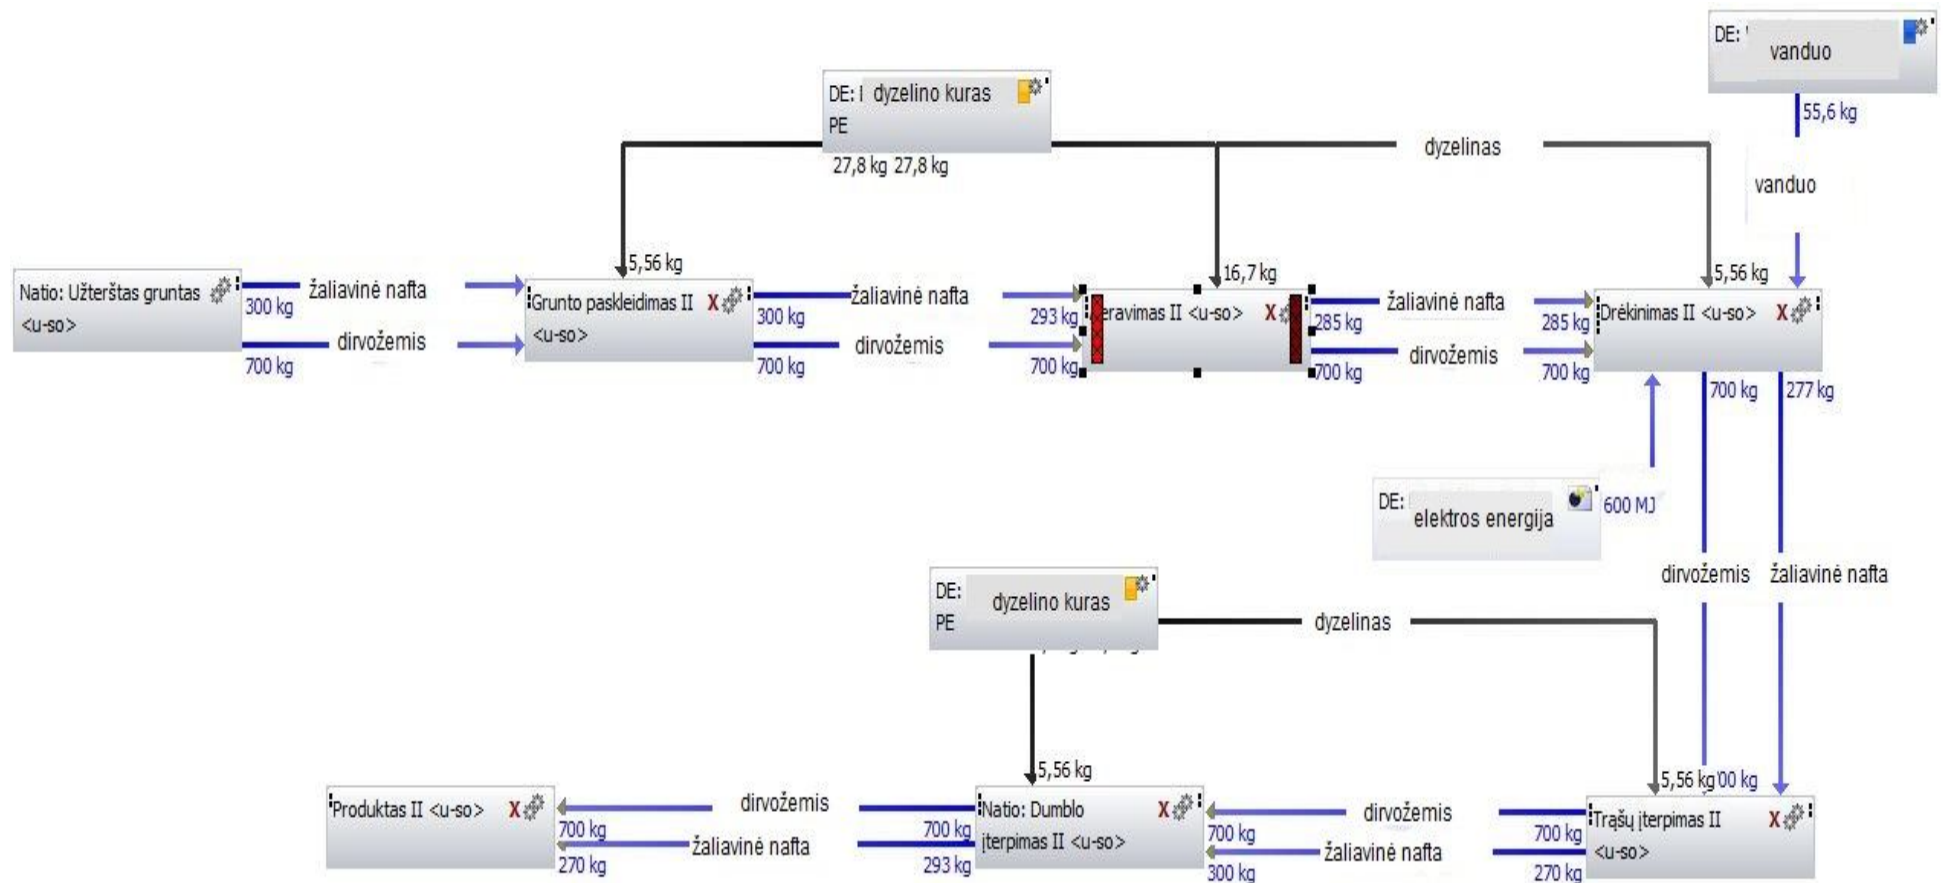 DE:
vanduo
55,6 kg
vanduo
DE: dyzelino kuras
PE
27,8 kg 27,8 kg
dyzelinas
5,56 kg
16,7 kg
5,56 kg
Natio: Užterštas gruntas
<u-so>
300 kg
žaliavinė nafta
700 kg
dirvožemis
Grunto paskleidimas II X
<u-so>
300 kg
žaliavinė nafta
293 kg
700 kg
dirvožemis
700 kg
eravimas II <u-so> X
285 kg
žaliavinė nafta
285 kg
700 kg
dirvožemis
700 kg
Drėkinimas II <u-so> X
700 kg
277 kg
DE:
elektros energija
600 MJ
dirvožemis
žaliavinė nafta
DE:
dyzelino kuras
PE
dyzelinas
5,56 kg
5,56 kg
00 kg
Produktas II <u-so> X
700 kg
dirvožemis
700 kg
270 kg
žaliavinė nafta
293 kg
Natio: Dumblo X
įterpimas II <u-so>
700 kg
dirvožemis
700 kg
300 kg
žaliavinė nafta
270 kg
Trąšų įterpimas II X
<u-so>